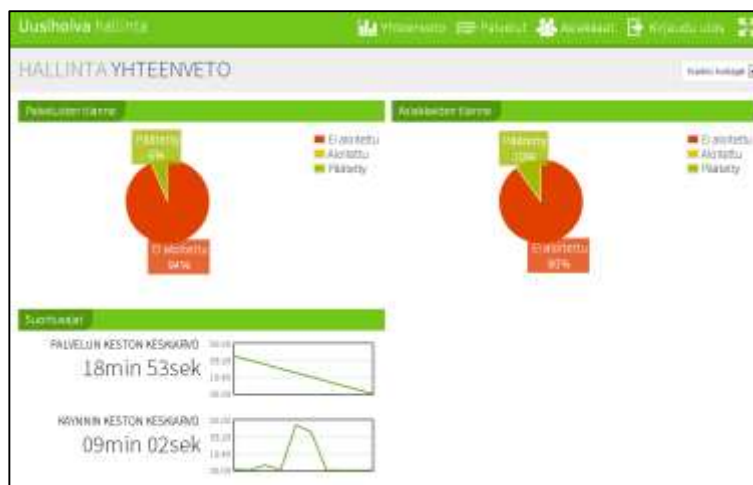 Uusihoiva hallinta
Yhteenveto Palvelut Asiakkaat Kirjaudu ulos
HALLINTA YHTEENVETO
Palveluiden tilanne
Asiakkaiden tilanne
Päätetty
6%
Ei aloitettu
94%
Ei aloitettu
Aloitettu
Päätetty
Päätetty
10%
Ei aloitettu
90%
Ei aloitettu
Aloitettu
Päätetty
Suoritusajat
PALVELUN KESTON KESKIARVO
18min 53sek
KÄYNNIN KESTON KESKIARVO
09min 02sek